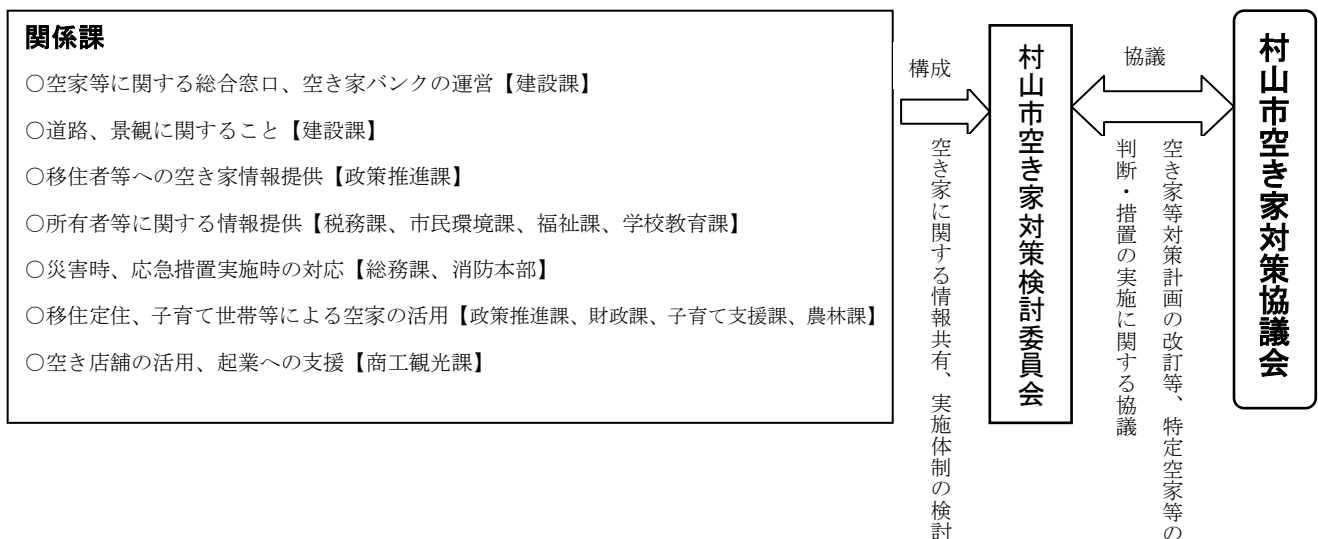 関係課
○空家等に関する総合窓口、空き家バンクの運営【建設課】
○道路、景観に関すること【建設課】
○移住者等への空き家情報提供【政策推進課】
○所有者等に関する情報提供【税務課、市民環境課、福祉課、学校教育課】
○災害時、応急措置実施時の対応【総務課、消防本部】
○移住定住、子育て世帯等による空家の活用【政策推進課、財政課、子育て支援課、農林課】
○空き店舗の活用、起業への支援【商工観光課】
構成
空き家に関する情報共有、実施体制の検討
村山市空き家対策検討委員会
協議
空き家等対策計画の改訂等、特定空家等の
判断・措置の実施に関する協議
村山市空き家対策協議会